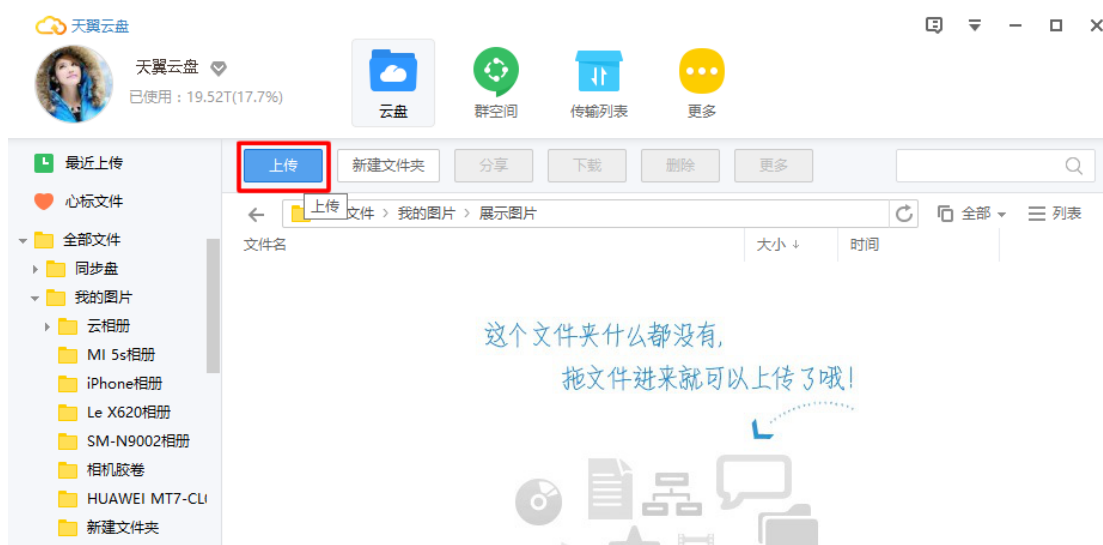 天翼云盘
天翼云盘
已使用：19.52T(17.7%)
云盘
群空间
传输列表
更多
最近上传
心标文件
全部文件
同步盘
我的图片
云相册
MI 5s相册
iPhone相册
Le X620相册
SM-N9002相册
相机胶卷
HUAWEI MT7-CL
新建文件夹
上传
新建文件夹
分享
下载
删除
更多
上传
文件 > 我的图片 > 展示图片
全部
列表
文件名
大小↓
时间
这个文件夹什么都没有,
拖文件进来就可以上传了哦!